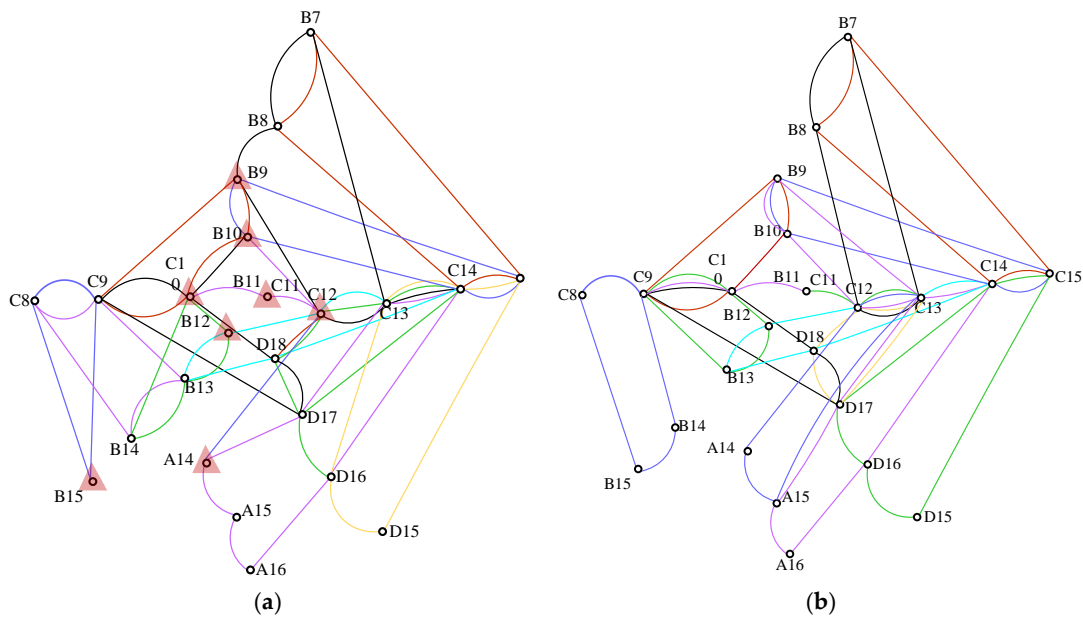 B7
B8
B9
B10
C14
C1
0
B11
C11
C12
C9
C8
B12
C13
D18
B13
D17
B14
A14
D16
B15
A15
D15
A16
(a)
B7
B8
B9
B10
C14
C15
C1
0
B11
C11
C12
C9
C8
B12
C13
D18
B13
D17
B14
A14
D16
B15
A15
D15
A16
(b)